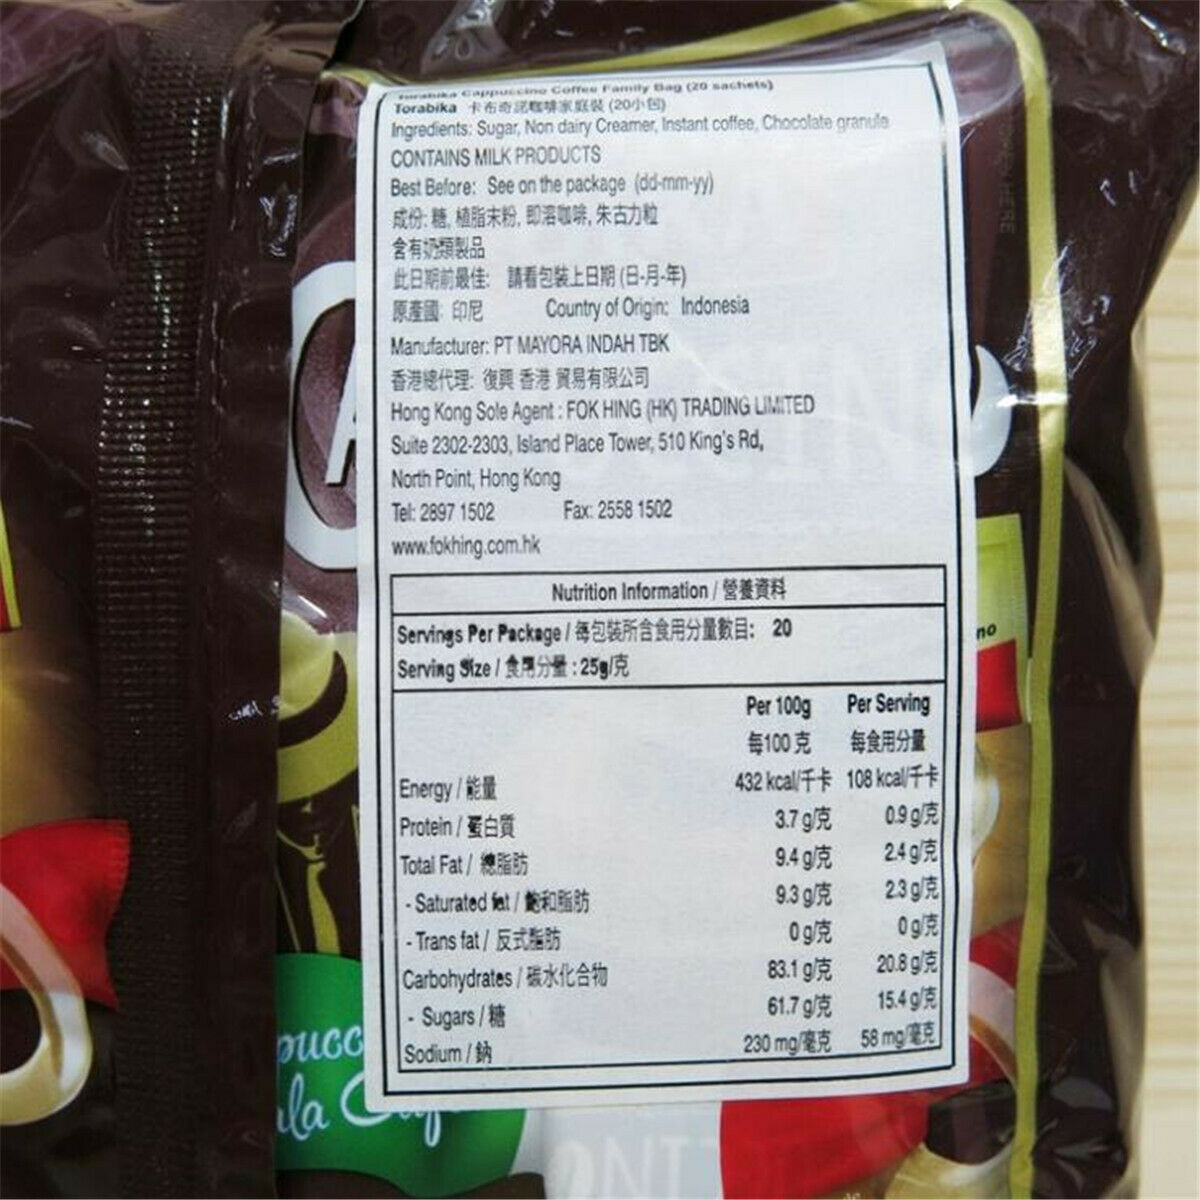 Torabika Cappuccino Coffee Family Bag (20 sachets)
Torabika 卡布奇諾咖啡家庭裝 (20小包)
Ingredients: Sugar, Non dairy Creamer, Instant coffee, Chocolate granule
CONTAINS MILK PRODUCTS
Best Before: See on the package (dd-mm-yy)
成份: 糖, 植脂末粉, 即溶咖啡, 朱古力粒
含有奶類製品
此日期前最佳: 請看包裝上日期 (日-月-年)
原產國: 印尼 Country of Origin: Indonesia
Manufacturer: PT MAYORA INDAH TBK
香港總代理: 復興 香港 貿易有限公司
Hong Kong Sole Agent : FOK HING (HK) TRADING LIMITED
Suite 2302-2303, Island Place Tower, 510 King's Rd,
North Point, Hong Kong
Tel: 2897 1502 Fax: 2558 1502
www.fokhing.com.hk
Nutrition Information / 營養資料
Servings Per Package / 每包裝所含食用分量數目: 20
Serving Size / 食用分量 : 25g/克
Per 100g Per Serving
每100 克 每食用分量
Energy / 能量 432 kcal/千卡 108 kcal/千卡
Protein / 蛋白質 3.7 g/克 0.9 g/克
Total Fat / 總脂肪 9.4 g/克 2.4 g/克
- Saturated fat / 飽和脂肪 9.3 g/克 2.3 g/克
- Trans fat / 反式脂肪 0 g/克 0 g/克
Carbohydrates / 碳水化合物 83.1 g/克 20.8 g/克
- Sugars / 糖 61.7 g/克 15.4 g/克
Sodium / 鈉 230 mg/毫克 58 mg/毫克